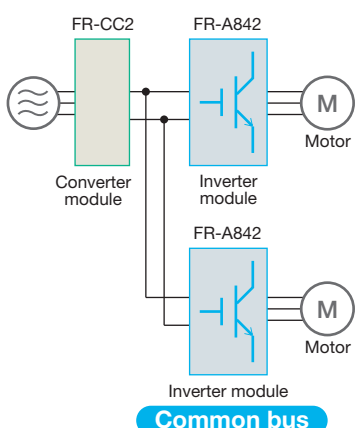 FR-CC2
FR-A842
M
Motor
Converter
module
Inverter
module
FR-A842
M
Motor
Inverter module
Common bus